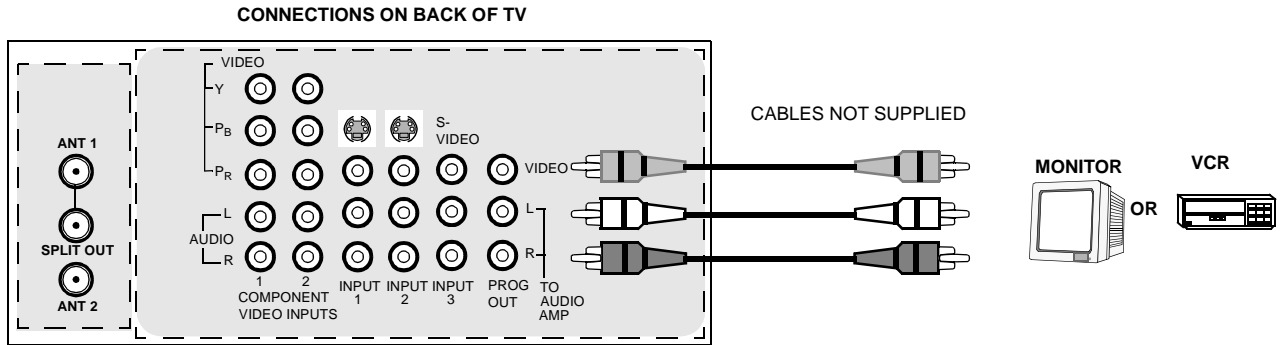 CONNECTIONS ON BACK OF TV
ANT 1
SPLIT OUT
ANT 2
VIDEO
Y
PB
PR
L
AUDIO
R
S-
VIDEO
1
2
COMPONENT
VIDEO INPUTS
INPUT
1
INPUT
2
INPUT
3
PROG
OUT
VIDEO
L
R
TO
AUDIO
AMP
CABLES NOT SUPPLIED
MONITOR
OR
VCR